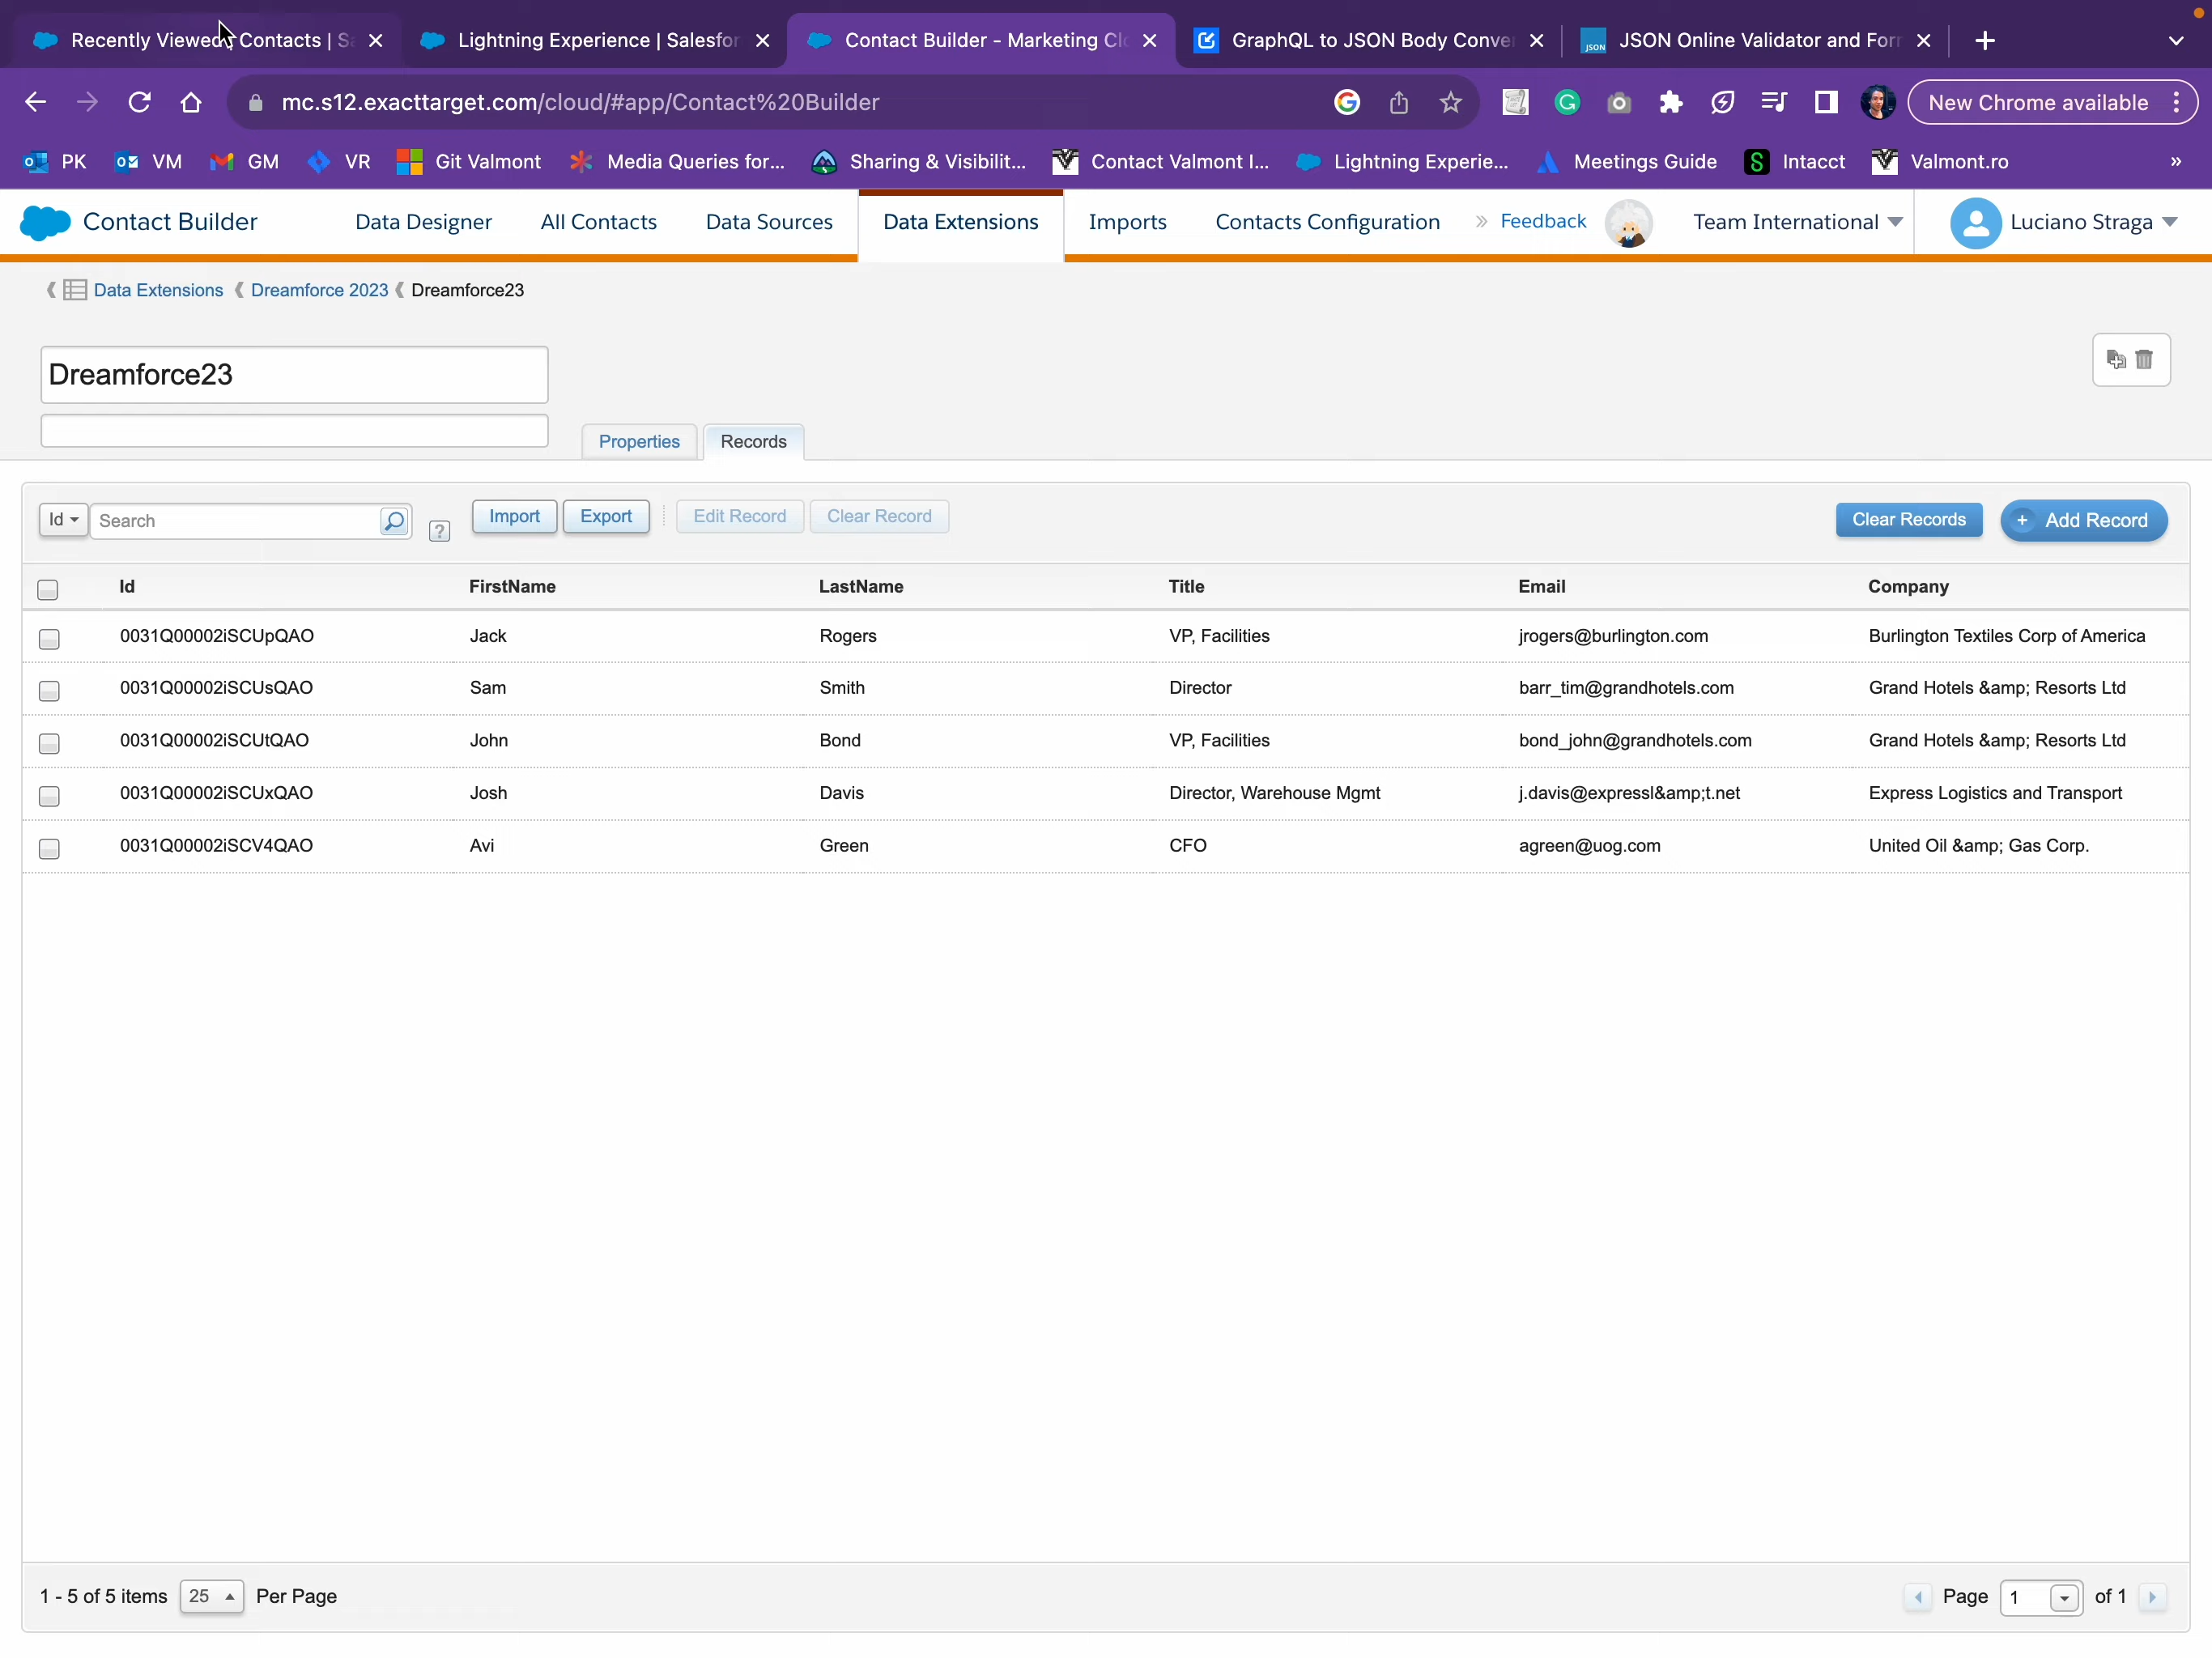 Recently Viewed Contacts | Sa
Lightning Experience | Salesfor
Contact Builder - Marketing Clo
GraphQL to JSON Body Conver
JSON Online Validator and Forr
mc.s12.exacttarget.com/cloud/#app/Contact%20Builder
New Chrome available
PK VM GM VR Git Valmont Media Queries for... Sharing & Visibilit... Contact Valmont I... Lightning Experie... Meetings Guide Intacct Valmont.ro »
Contact Builder Data Designer All Contacts Data Sources Data Extensions Imports Contacts Configuration » Feedback Team International Luciano Straga
Data Extensions Dreamforce 2023 Dreamforce23
Dreamforce23
Properties Records
Id Search ? Import Export Edit Record Clear Record Clear Records + Add Record
Id FirstName LastName Title Email Company
0031Q00002iSCUpQAO Jack Rogers VP, Facilities jrogers@burlington.com Burlington Textiles Corp of America
0031Q00002iSCUsQAO Sam Smith Director barr_tim@grandhotels.com Grand Hotels &amp; Resorts Ltd
0031Q00002iSCUtQAO John Bond VP, Facilities bond_john@grandhotels.com Grand Hotels &amp; Resorts Ltd
0031Q00002iSCUxQAO Josh Davis Director, Warehouse Mgmt j.davis@expressl&amp;t.net Express Logistics and Transport
0031Q00002iSCV4QAO Avi Green CFO agreen@uog.com United Oil &amp; Gas Corp.
1 - 5 of 5 items 25 Per Page Page 1 of 1